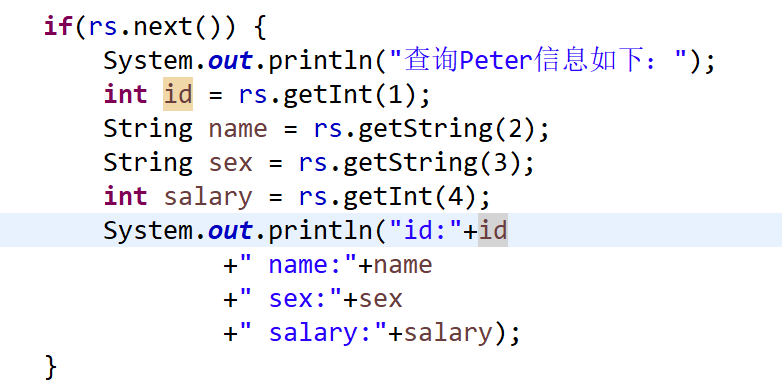 if(rs.next()) {
System.out.println("查询Peter信息如下：");
int id = rs.getInt(1);
String name = rs.getString(2);
String sex = rs.getString(3);
int salary = rs.getInt(4);
System.out.println("id:"+id
+" name:"+name
+" sex:"+sex
+" salary:"+salary);
}